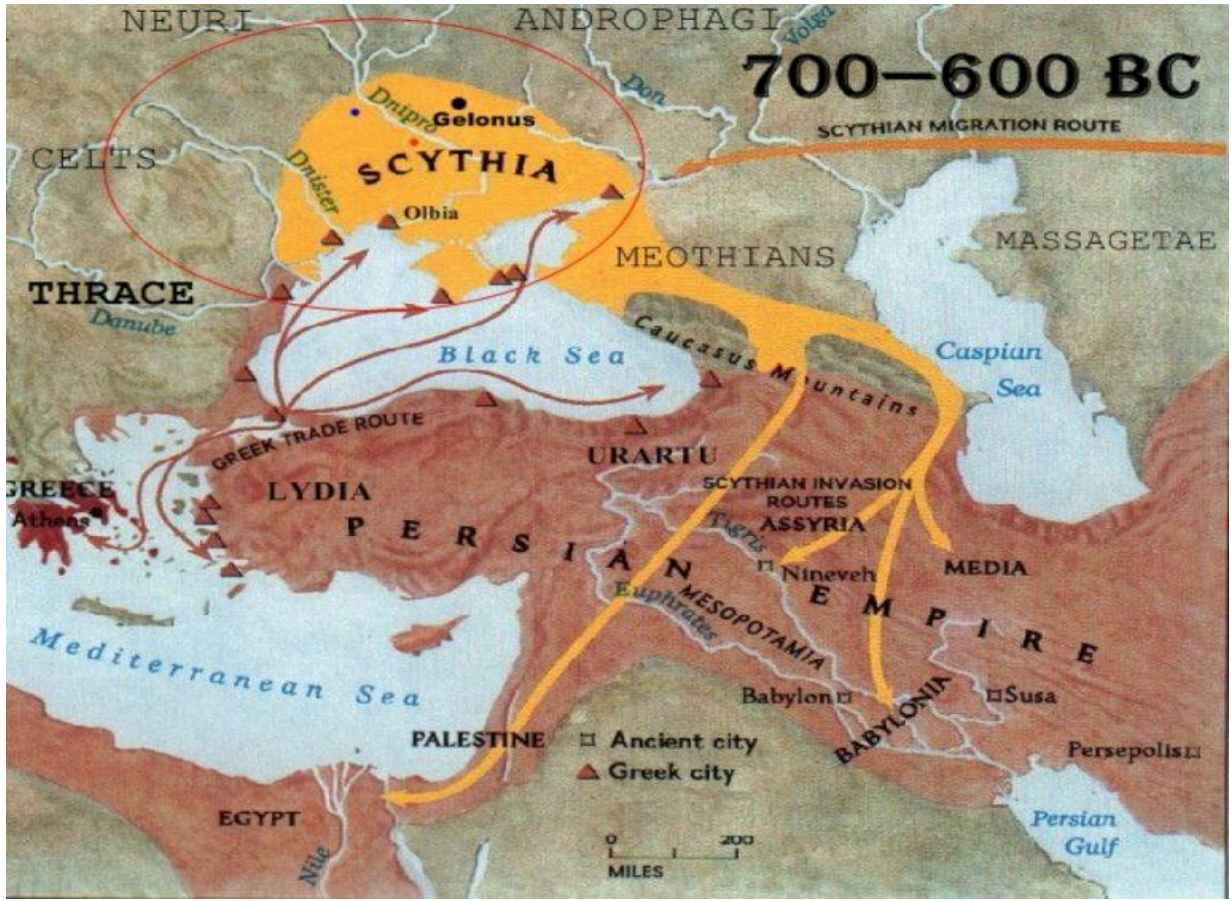 NEURI
ANDROPHAGI
Volga
700—600 BC
Don
Dnipro
Gelonus
SCYTHIAN MIGRATION ROUTE
CELTS
SCYTHIA
Dnister
Olbia
MEOTHIANS
MASSAGETAE
THRACE
Danube
Caucasus Mountains
Black Sea
Caspian
Sea
GREEK TRADE ROUTE
URARTU
GREECE
Athens
LYDIA
SCYTHIAN INVASION
ROUTES
ASSYRIA
PERSIAN EMPIRE
Tigris
Nineveh
MEDIA
Euphrates
MESOPOTAMIA
Mediterranean Sea
Babylon
BABYLONIA
Susa
PALESTINE
Ancient city
Greek city
Persepolis
EGYPT
Nile
0 200
MILES
Persian
Gulf